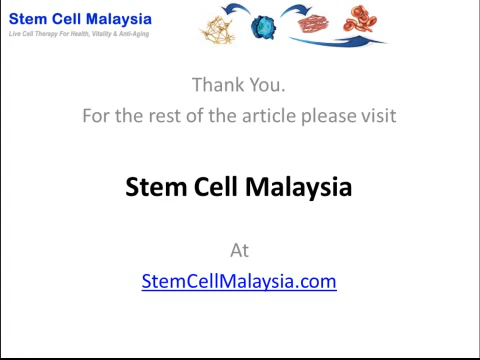 Stem Cell Malaysia
Live Cell Therapy For Health, Vitality & Anti-Aging
Thank You.
For the rest of the article please visit
Stem Cell Malaysia
At
StemCellMalaysia.com